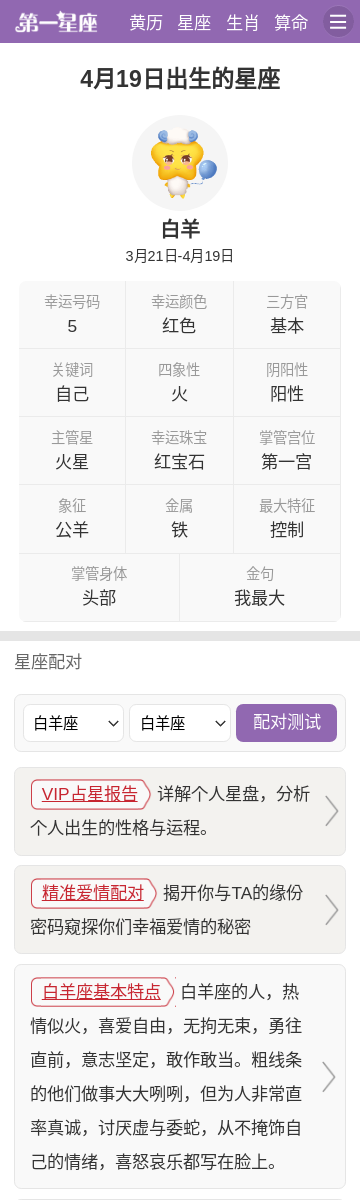 第一星座 黄历 星座 生肖 算命
4月19日出生的星座
白羊
3月21日-4月19日
幸运号码 幸运颜色 三方官
5 红色 基本
关键词 四象性 阴阳性
自己 火 阳性
主管星 幸运珠宝 掌管宫位
火星 红宝石 第一宫
象征 金属 最大特征
公羊 铁 控制
掌管身体 金句
头部 我最大
星座配对
白羊座 白羊座 配对测试
VIP占星报告 详解个人星盘，分析
个人出生的性格与运程。
精准爱情配对 揭开你与TA的缘份
密码窥探你们幸福爱情的秘密
白羊座基本特点 白羊座的人，热
情似火，喜爱自由，无拘无束，勇往
直前，意志坚定，敢作敢当。粗线条
的他们做事大大咧咧，但为人非常直
率真诚，讨厌虚与委蛇，从不掩饰自
己的情绪，喜怒哀乐都写在脸上。